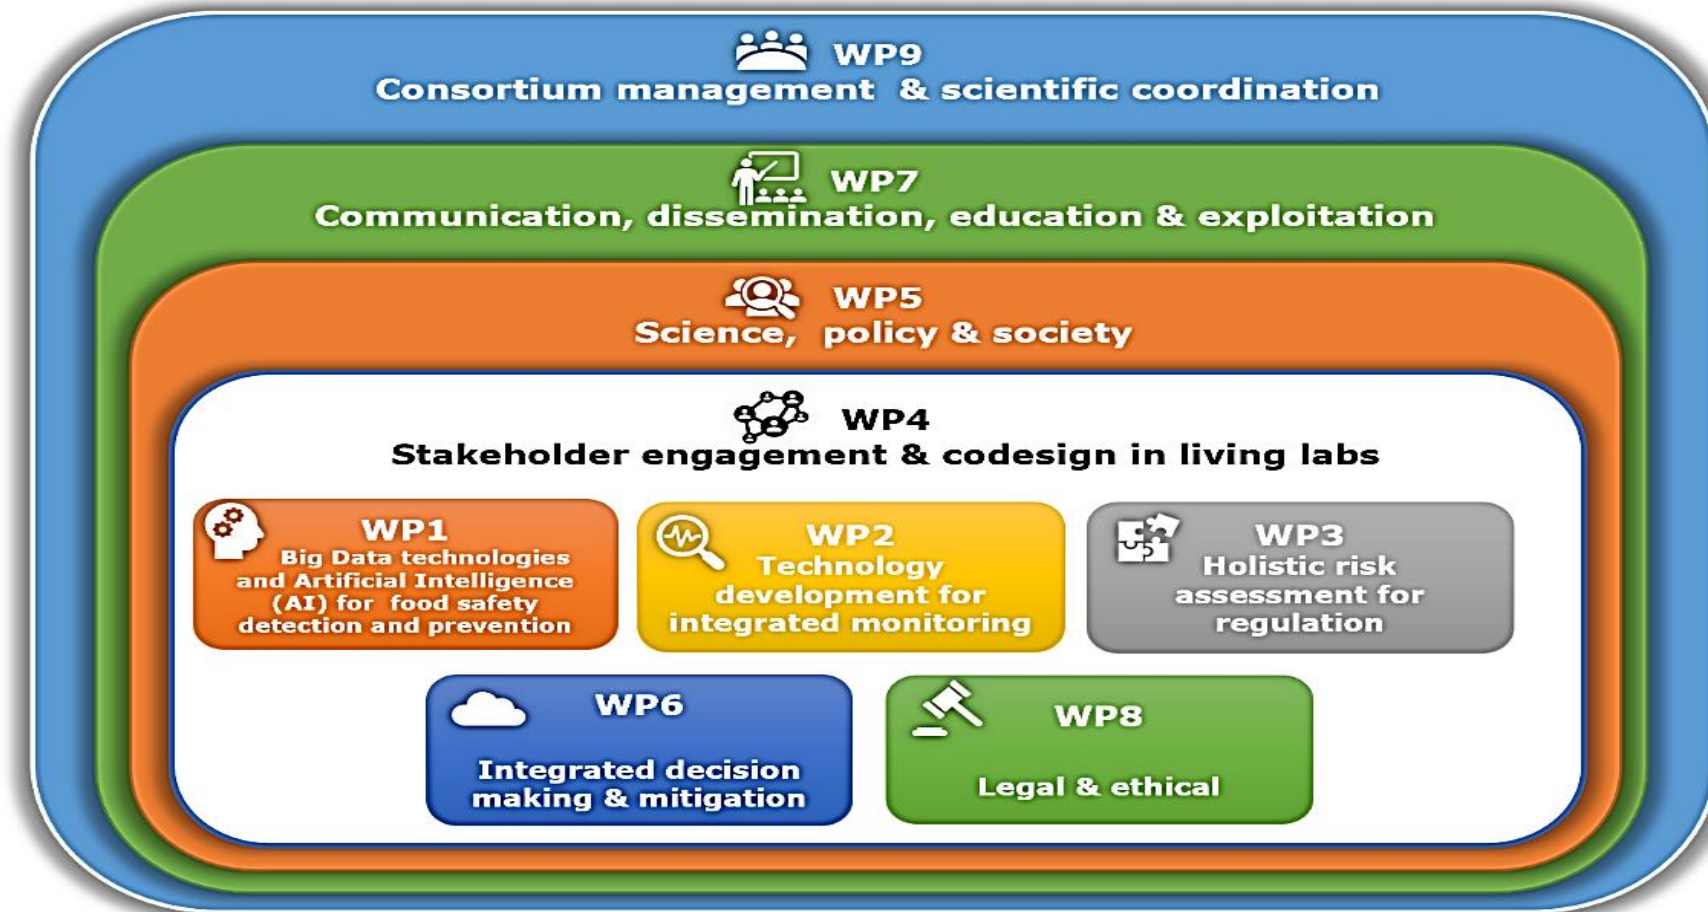 WP9
Consortium management & scientific coordination
WP7
Communication, dissemination, education & exploitation
WP5
Science, policy & society
WP4
Stakeholder engagement & codesign in living labs
WP1
Big Data technologies
and Artificial Intelligence
(AI) for food safety
detection and prevention
WP2
Technology
development for
integrated monitoring
WP3
Holistic risk
assessment for
regulation
WP6
Integrated decision
making & mitigation
WP8
Legal & ethical